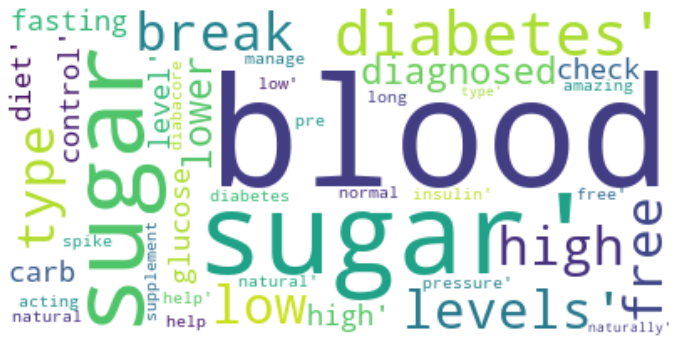 fasting
break
diabetes'
diet'
control'
sugar
level'
diabacore
lower
manage
low'
diagnosed
check
long
amazing
type'
pre
blood
type
glucose
diabetes
normal
insulin'
free'
sugar'
high
free
spike
carb
supplement
natural'
pressure'
acting
natural
help'
help
low
high'
levels'
naturally'